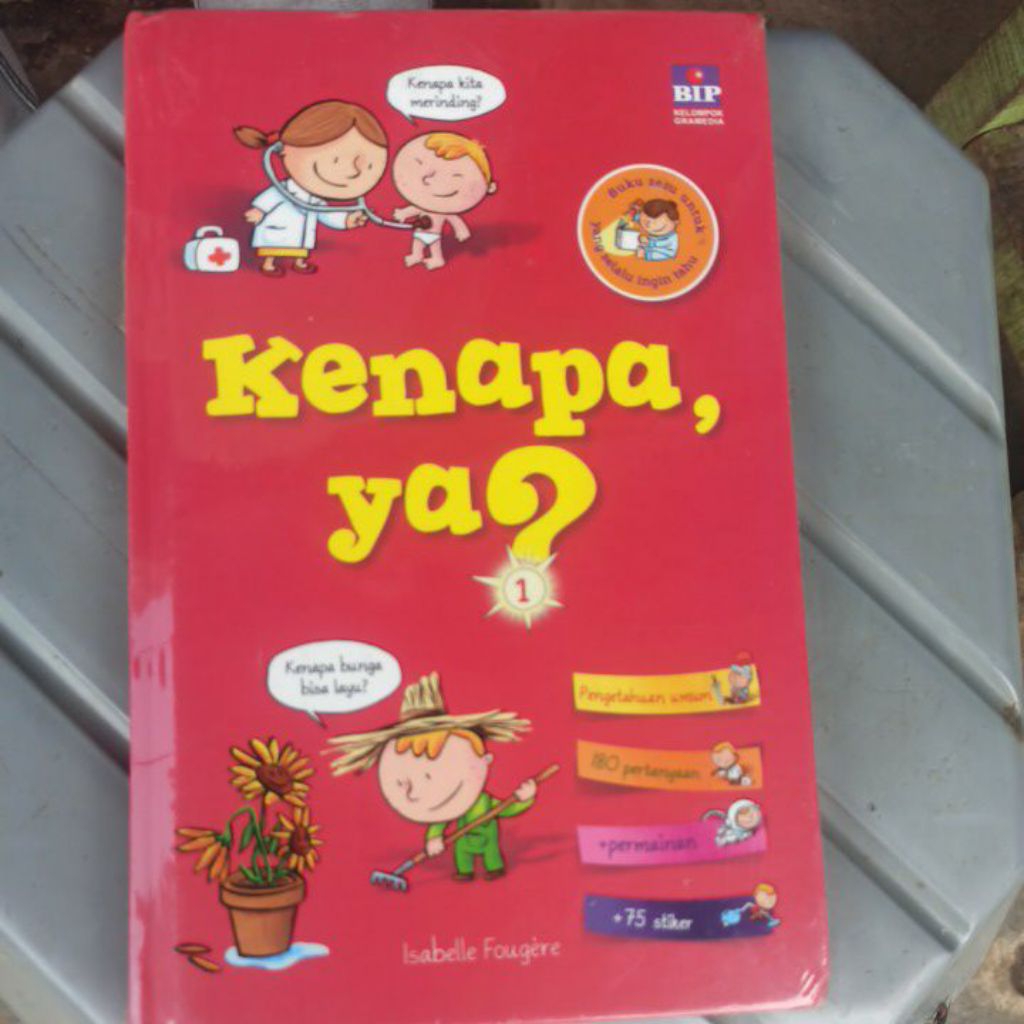 Kenapa kita
merinding?
BIP
KELOMPOK
GRAMEDIA
Buku seru untuk
yang selalu ingin tahu
Kenapa,
ya?
1
Kenapa bunga
bisa layu?
Pengetahuan umum
180 pertanyaan
+permainan
+75 stiker
Isabelle Fougère